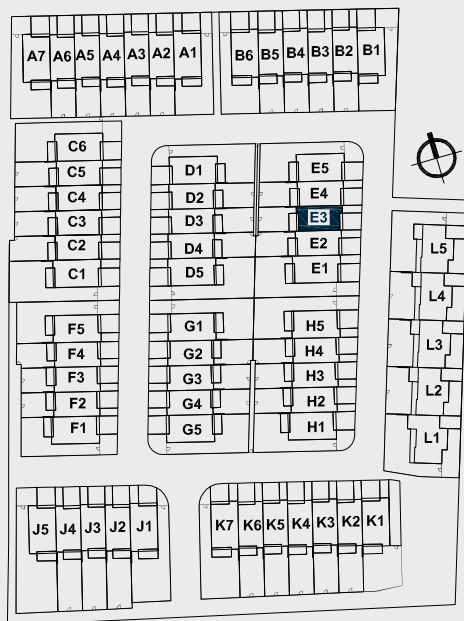 A7 A6 A5 A4 A3 A2 A1
B6 B5 B4 B3 B2 B1
C6
C5
C4
C3
C2
C1
D1
D2
D3
D4
D5
E5
E4
E3
E2
E1
L5
L4
L3
L2
L1
F5
F4
F3
F2
F1
G1
G2
G3
G4
G5
H5
H4
H3
H2
H1
J5 J4 J3 J2 J1
K7 K6 K5 K4 K3 K2 K1